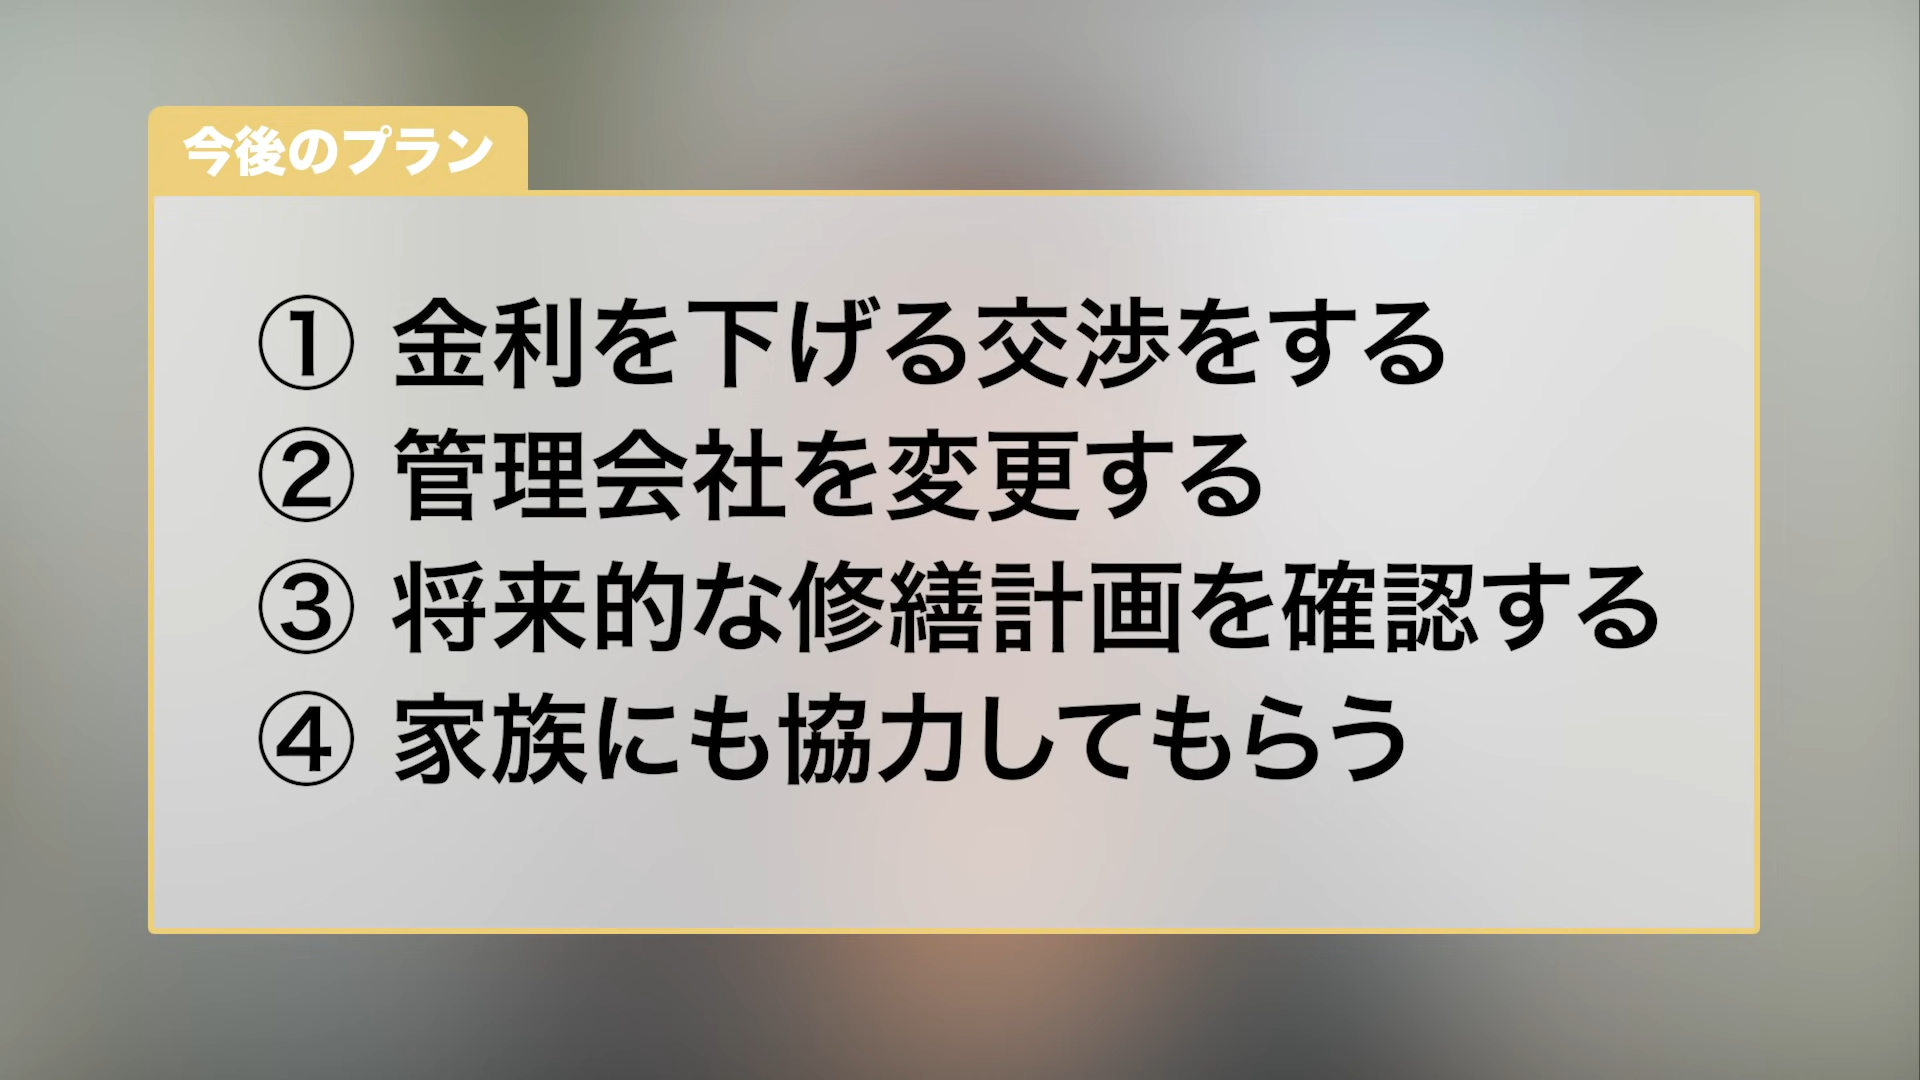 今後のプラン
① 金利を下げる交渉をする
② 管理会社を変更する
③ 将来的な修繕計画を確認する
④ 家族にも協力してもらう